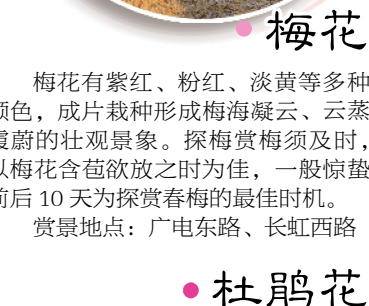 梅花
梅花有紫红、粉红、淡黄等多种
颜色，成片栽种形成梅海凝云、云蒸
霞蔚的壮观景象。探梅赏梅须及时，
以梅花含苞欲放之时为佳，一般惊蛰
前后 10 天为探赏春梅的最佳时机。
赏景地点：广电东路、长虹西路
杜鹃花